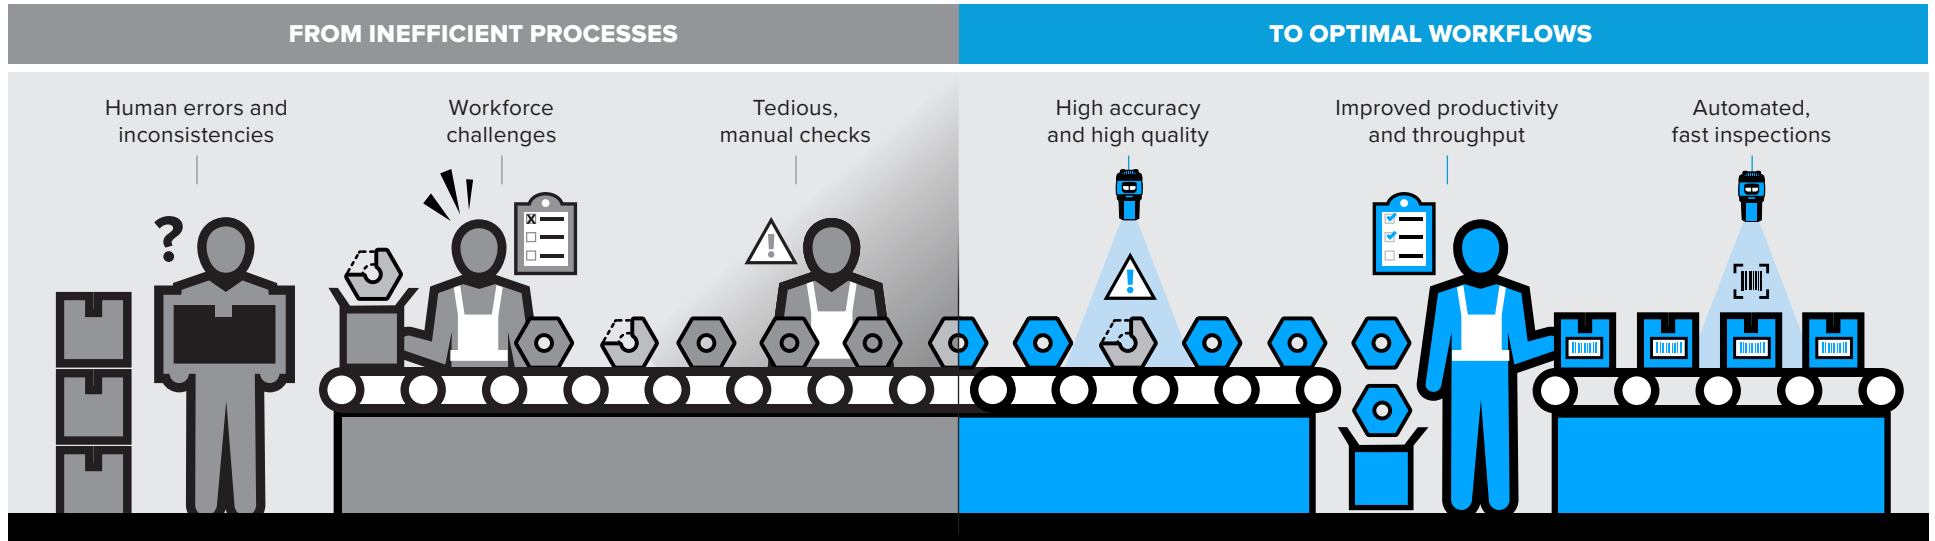 FROM INEFFICIENT PROCESSES
TO OPTIMAL WORKFLOWS
Human errors and
inconsistencies
Workforce
challenges
Tedious,
manual checks
High accuracy
and high quality
Improved productivity
and throughput
Automated,
fast inspections
?
!
!